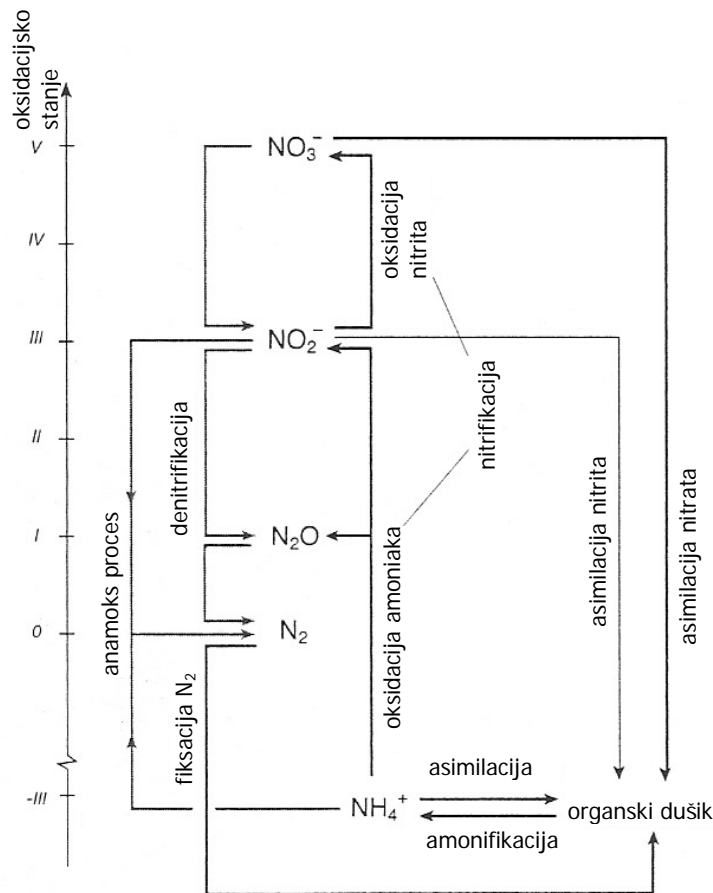 oksidacijsko
stanje
V
IV
III
II
I
0
-III
NO₃⁻
NO₂⁻
N₂O
N₂
NH₄⁺
organski dušik
anamoks proces
denitrifikacija
fiksacija N₂
oksidacija
nitrita
nitrifikacija
oksidacija amoniaka
asimilacija nitrita
asimilacija nitrata
asimilacija
amonifikacija